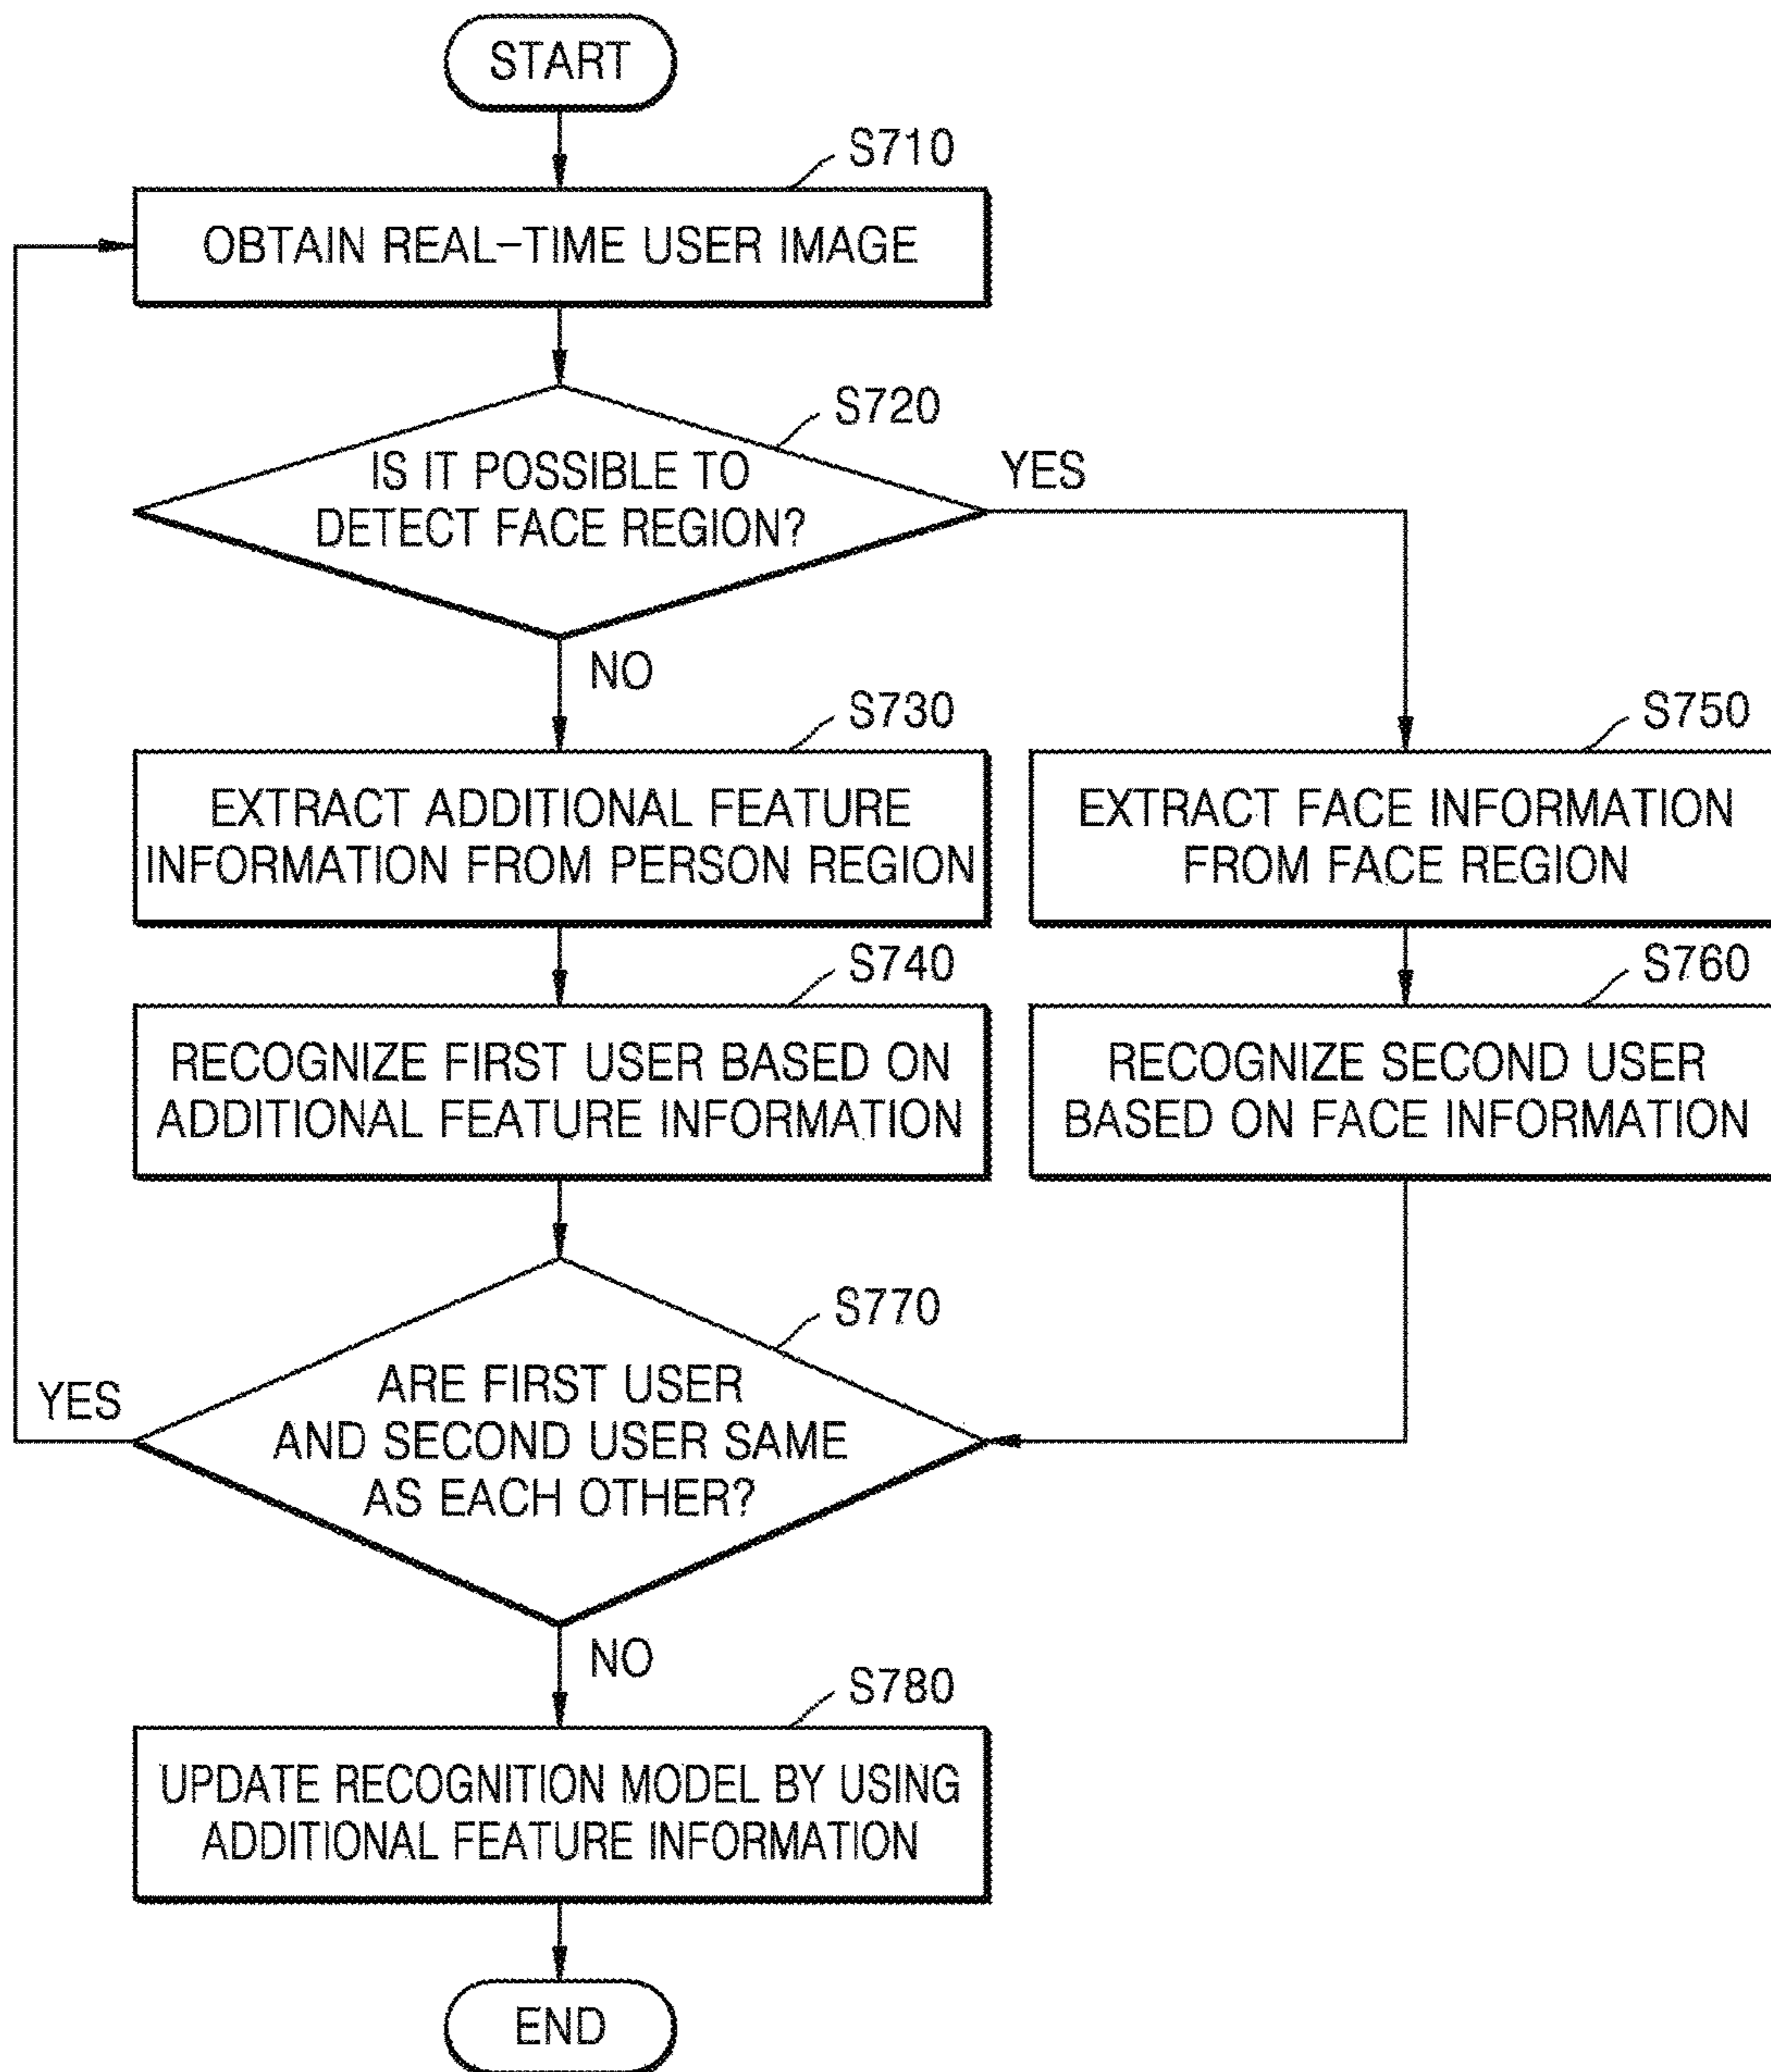 START
S710
OBTAIN REAL-TIME USER IMAGE
S720
IS IT POSSIBLE TO
DETECT FACE REGION?
YES
NO
S730
EXTRACT ADDITIONAL FEATURE
INFORMATION FROM PERSON REGION
S750
EXTRACT FACE INFORMATION
FROM FACE REGION
S740
RECOGNIZE FIRST USER BASED ON
ADDITIONAL FEATURE INFORMATION
S760
RECOGNIZE SECOND USER
BASED ON FACE INFORMATION
S770
ARE FIRST USER
AND SECOND USER SAME
AS EACH OTHER?
YES
NO
S780
UPDATE RECOGNITION MODEL BY USING
ADDITIONAL FEATURE INFORMATION
END